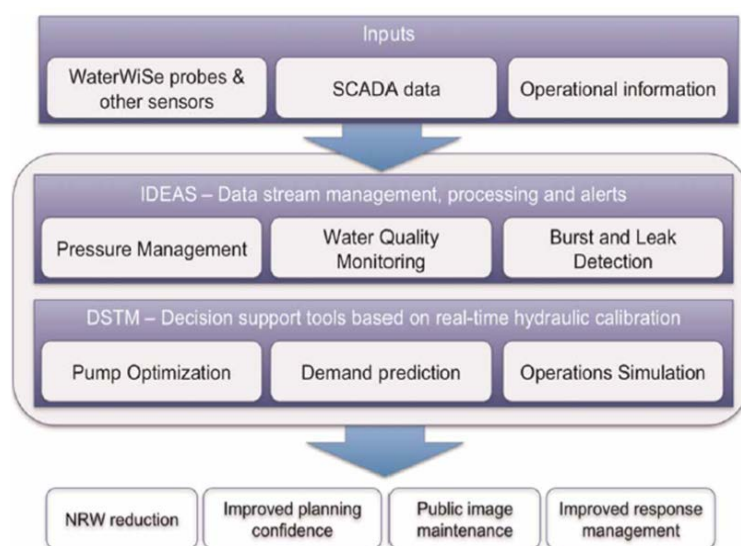 Inputs
WaterWiSe probes &
other sensors
SCADA data
Operational information
IDEAS – Data stream management, processing and alerts
Pressure Management
Water Quality
Monitoring
Burst and Leak
Detection
DSTM – Decision support tools based on real-time hydraulic calibration
Pump Optimization
Demand prediction
Operations Simulation
NRW reduction
Improved planning
confidence
Public image
maintenance
Improved response
management